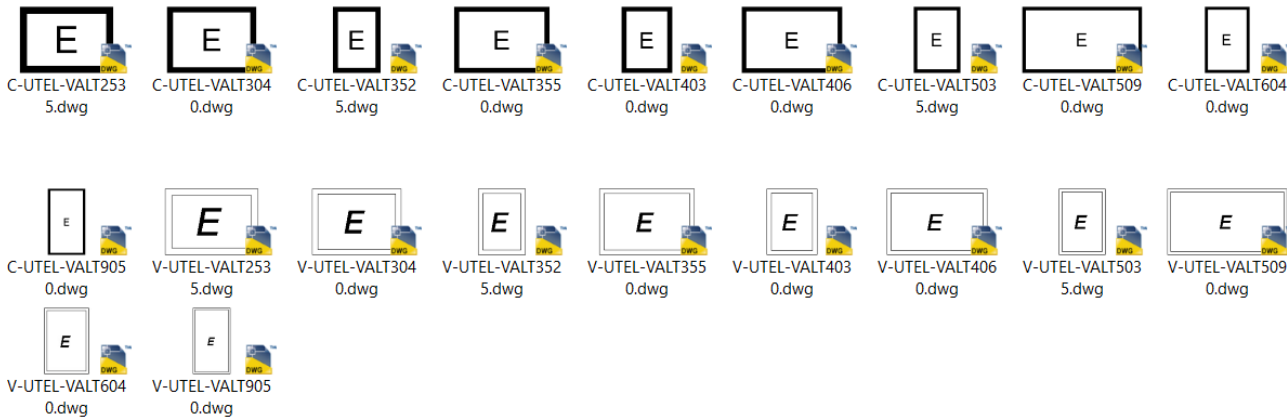 E E E E E E E E E
C-UTEL-VALT253 C-UTEL-VALT304 C-UTEL-VALT352 C-UTEL-VALT355 C-UTEL-VALT403 C-UTEL-VALT406 C-UTEL-VALT503 C-UTEL-VALT509 C-UTEL-VALT604
5.dwg 0.dwg 5.dwg 0.dwg 0.dwg 0.dwg 5.dwg 0.dwg 0.dwg
E E E E E E E E E
C-UTEL-VALT905 V-UTEL-VALT253 V-UTEL-VALT304 V-UTEL-VALT352 V-UTEL-VALT355 V-UTEL-VALT403 V-UTEL-VALT406 V-UTEL-VALT503 V-UTEL-VALT509
0.dwg 5.dwg 0.dwg 5.dwg 0.dwg 0.dwg 0.dwg 5.dwg 0.dwg
E E
V-UTEL-VALT604 V-UTEL-VALT905
0.dwg 0.dwg